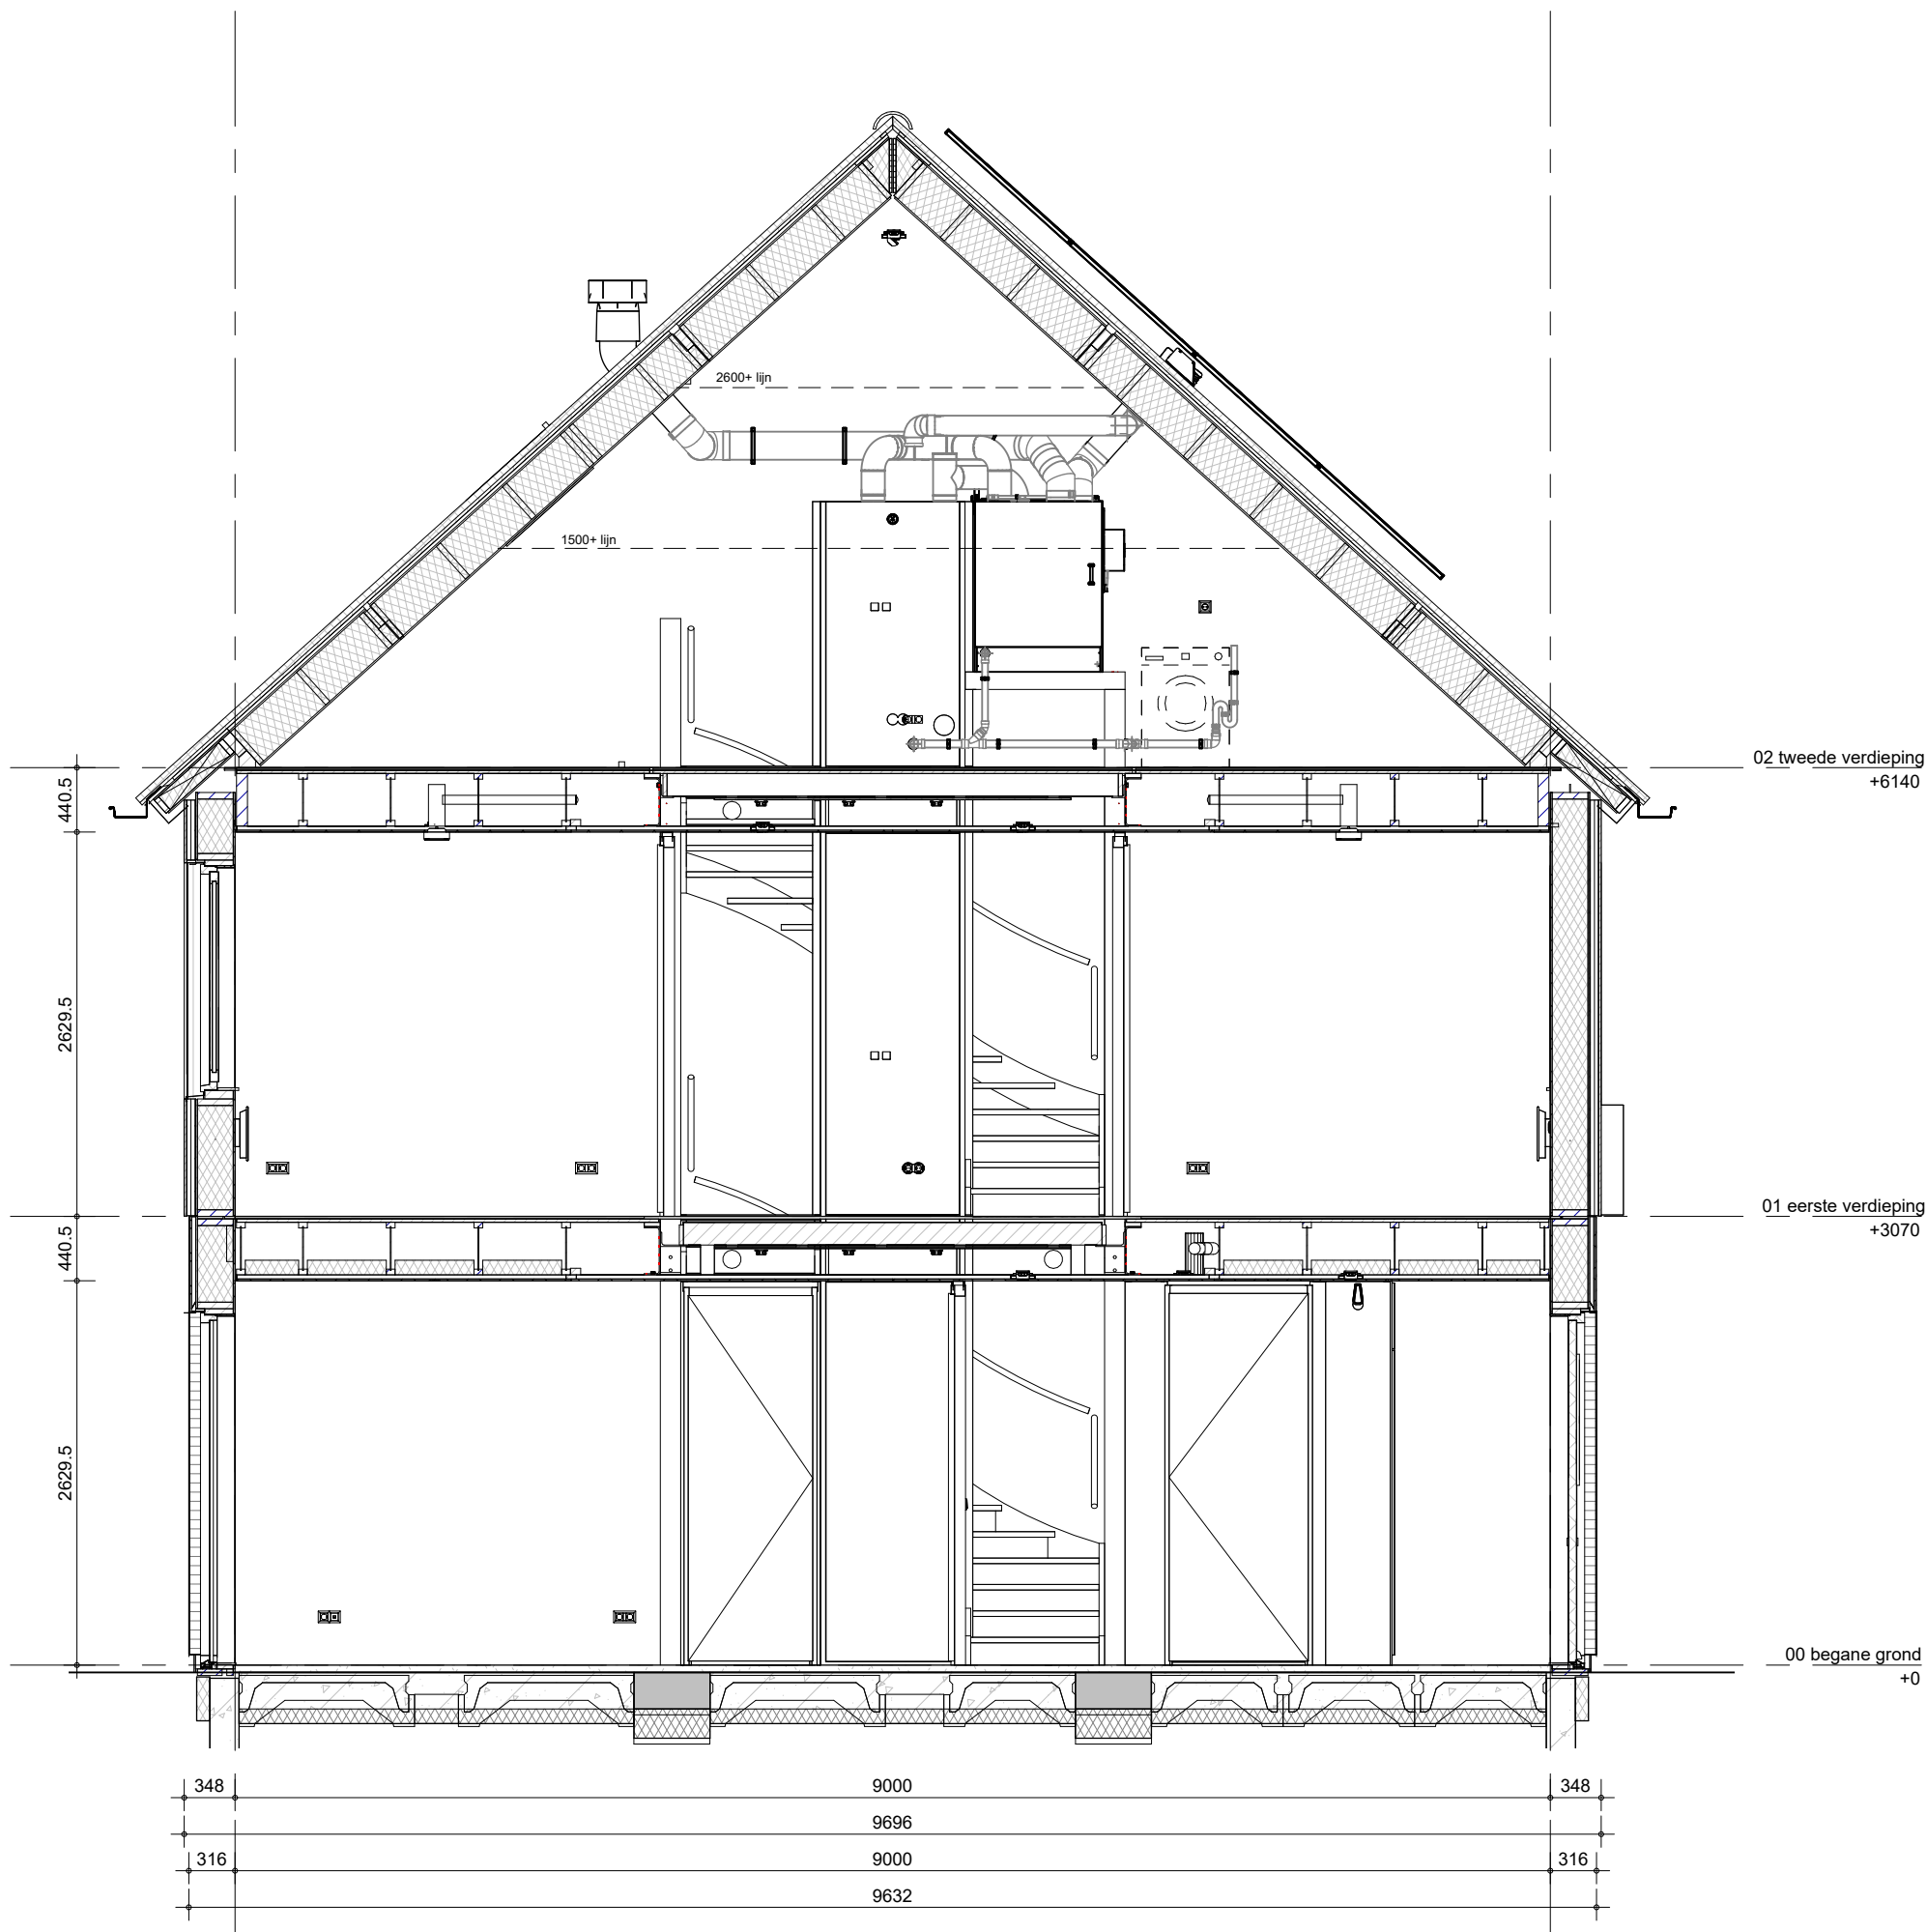 2600+ lijn
1500+ lijn
02 tweede verdieping
+6140
440.5
2629.5
01 eerste verdieping
+3070
440.5
2629.5
00 begane grond
+0
348 9000 348
9696
316 9000 316
9632